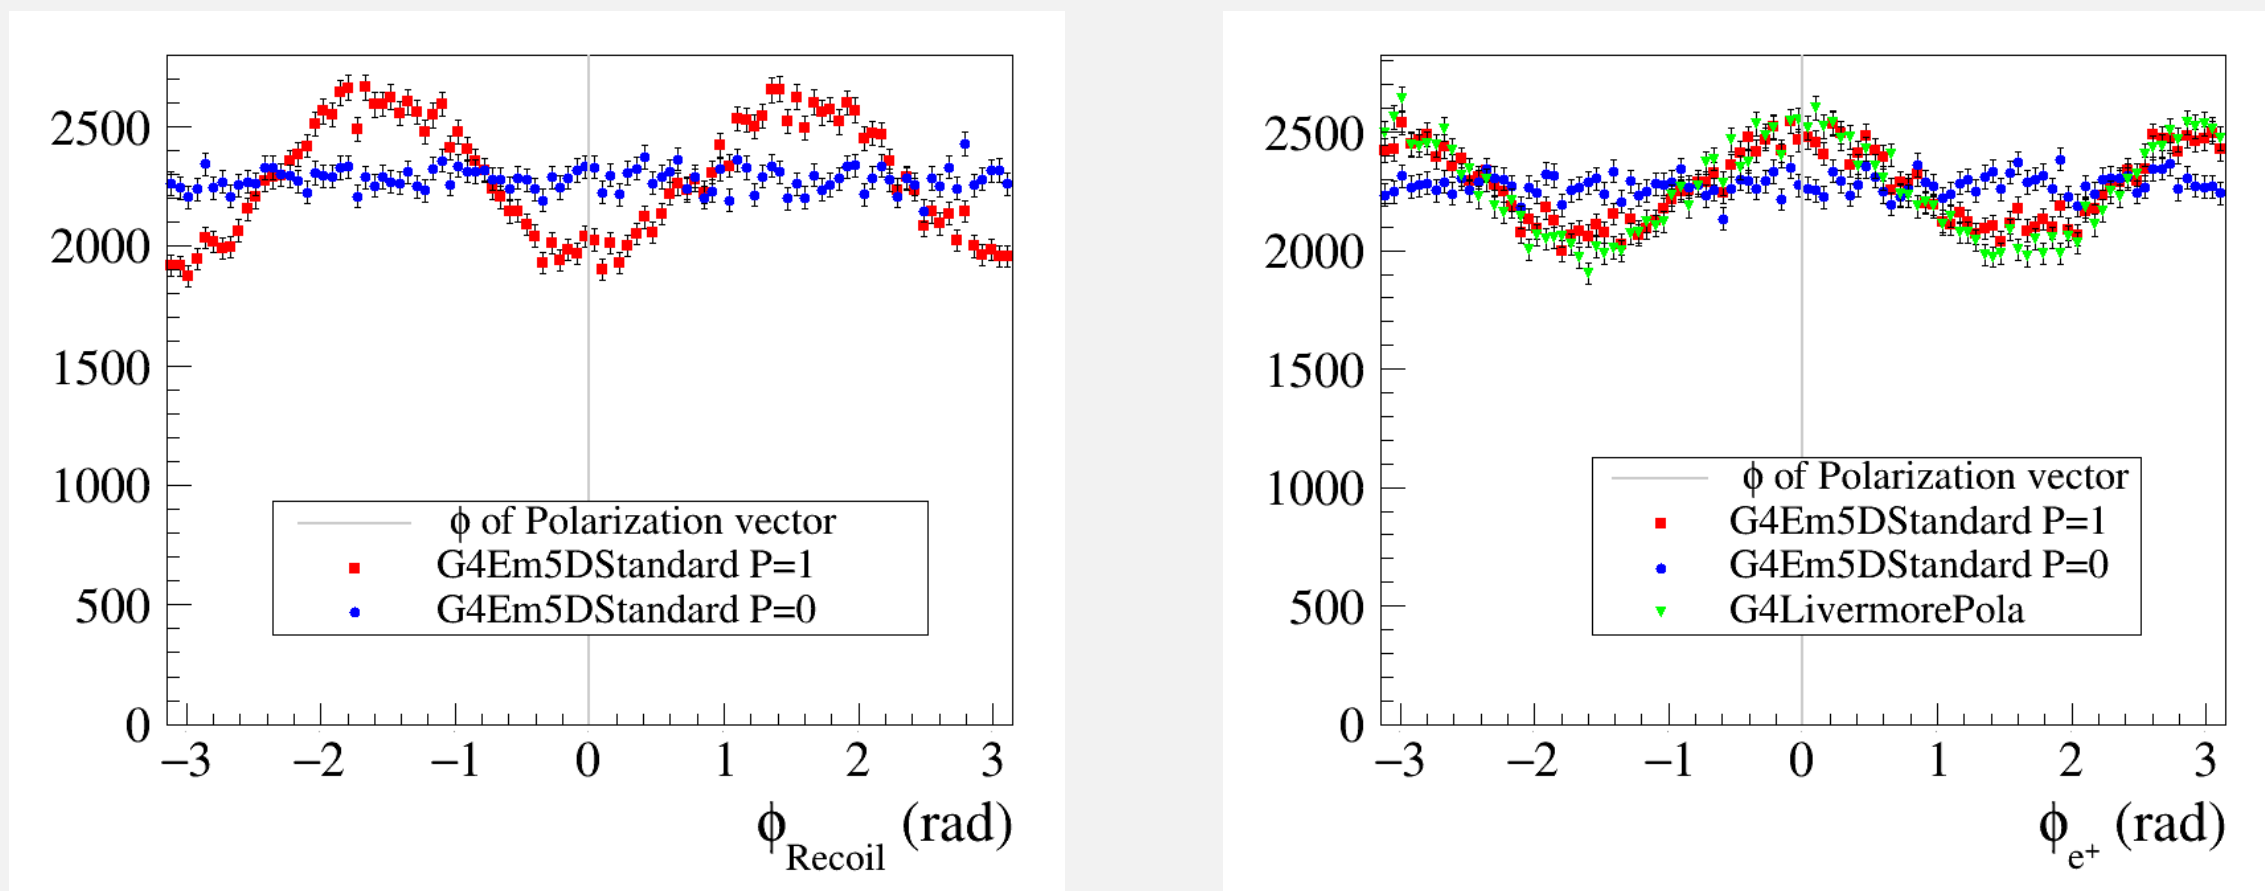 2500
2000
1500
1000
500
0
−3 −2 −1 0 1 2 3
ϕRecoil (rad)
ϕ of Polarization vector
G4Em5DStandard P=1
G4Em5DStandard P=0
2500
2000
1500
1000
500
0
−3 −2 −1 0 1 2 3
ϕe+ (rad)
ϕ of Polarization vector
G4Em5DStandard P=1
G4Em5DStandard P=0
G4LivermorePola